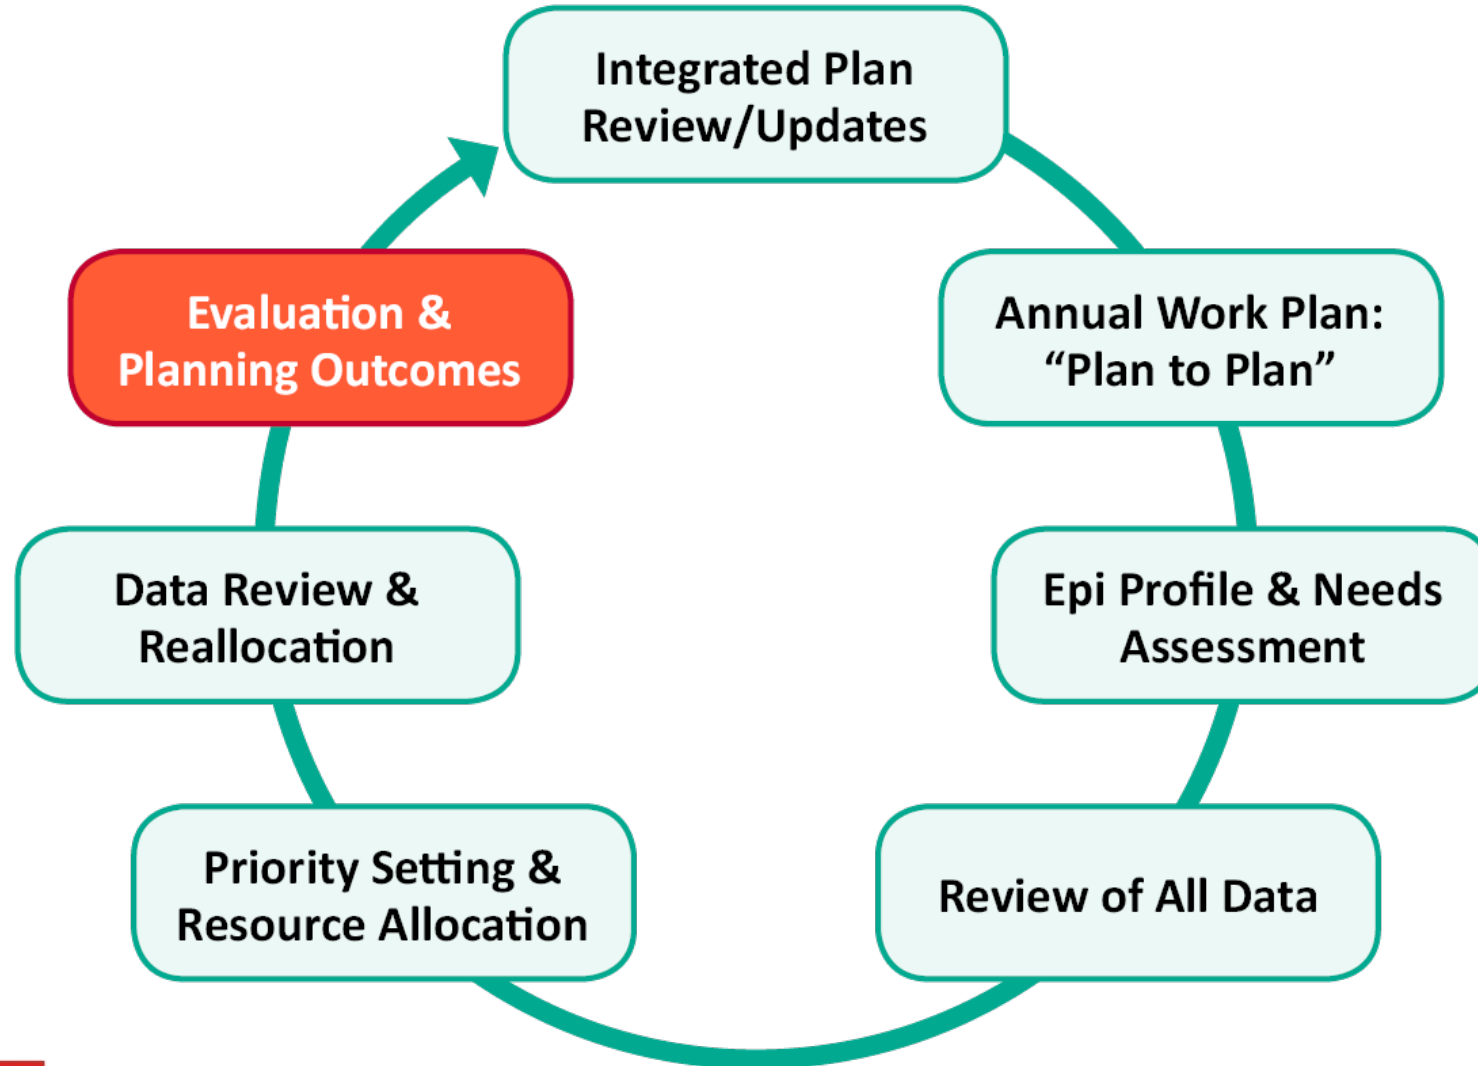 Integrated Plan
Review/Updates
Annual Work Plan:
“Plan to Plan”
Epi Profile & Needs
Assessment
Review of All Data
Priority Setting &
Resource Allocation
Data Review &
Reallocation
Evaluation &
Planning Outcomes